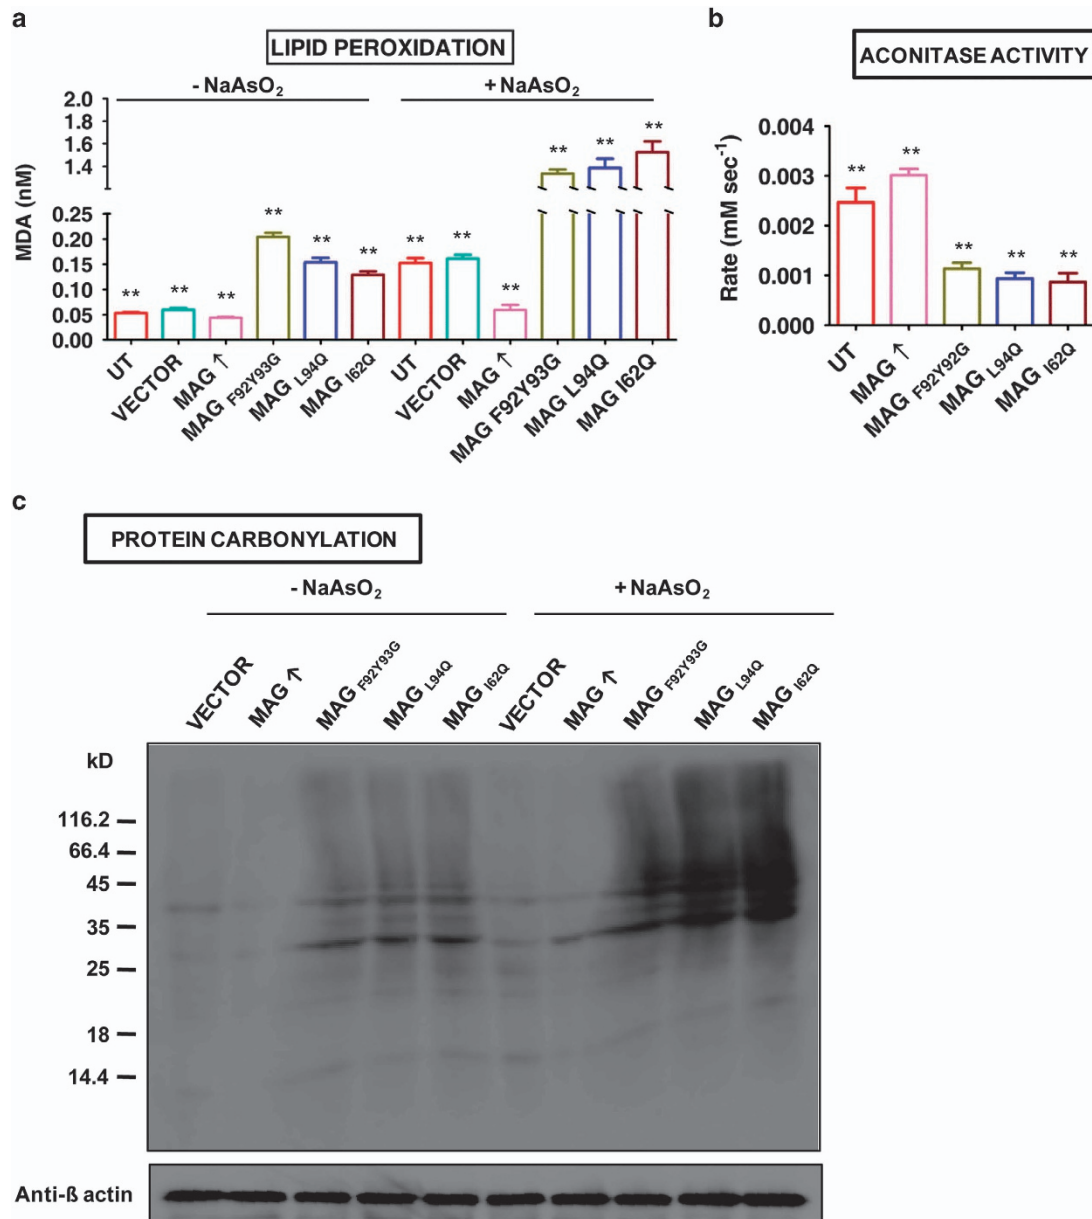 a
LIPID PEROXIDATION
- NaAsO₂ + NaAsO₂
MDA (nM)
2.0
1.8
1.6
1.4
0.25
0.20
0.15
0.10
0.05
0.00
** ** ** ** ** ** ** ** ** ** ** **
UT VECTOR MAG ↑ MAG F92Y93G MAG L94Q MAG I62Q UT VECTOR MAG ↑ MAG F92Y93G MAG L94Q MAG I62Q
b
ACONITASE ACTIVITY
Rate (mM sec⁻¹)
0.004
0.003
0.002
0.001
0.000
** ** ** ** **
UT MAG ↑ MAG F92Y92G MAG L94Q MAG I62Q
c
PROTEIN CARBONYLATION
- NaAsO₂ + NaAsO₂
VECTOR MAG ↑ MAG F92Y93G MAG L94Q MAG I62Q VECTOR MAG ↑ MAG F92Y93G MAG L94Q MAG I62Q
kD
116.2
66.4
45
35
25
18
14.4
Anti-ß actin